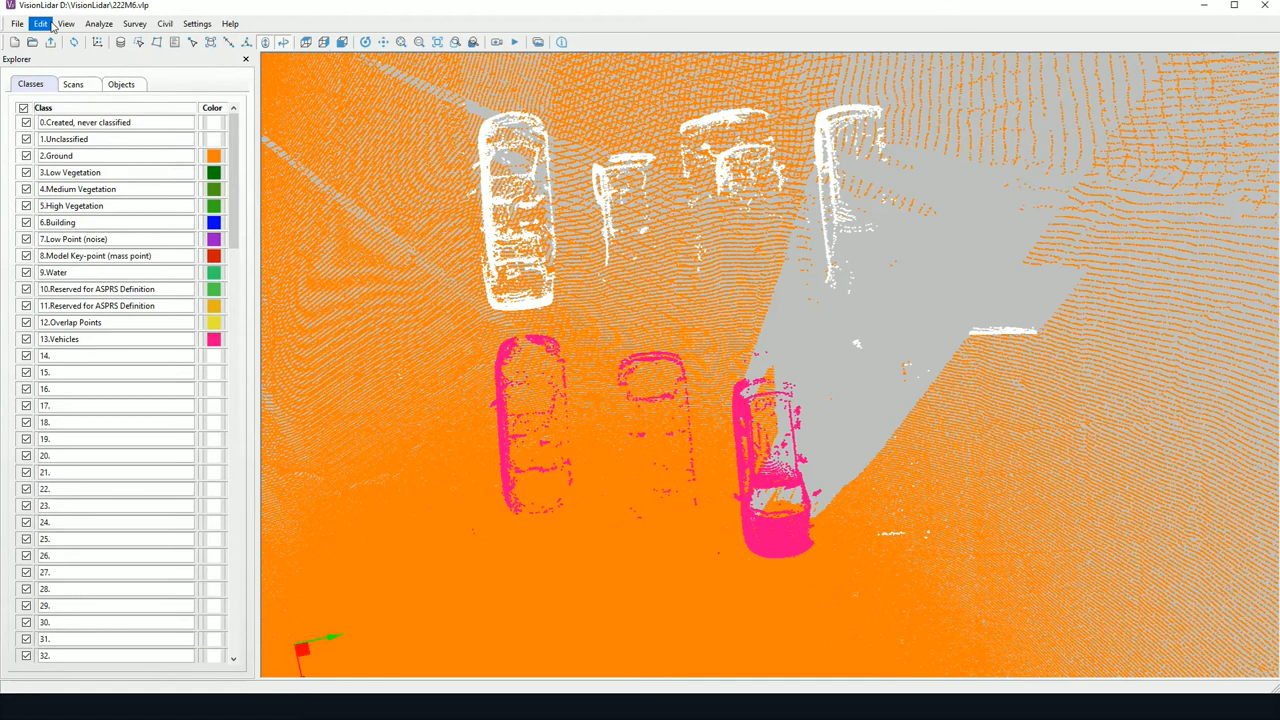 VisionLidar D:\VisionLidar\222M6.vlp
File Edit View Analyze Survey Civil Settings Help
Explorer
Classes Scans Objects
Class Color
0.Created, never classified
1.Unclassified
2.Ground
3.Low Vegetation
4.Medium Vegetation
5.High Vegetation
6.Building
7.Low Point (noise)
8.Model Key-point (mass point)
9.Water
10.Reserved for ASPRS Definition
11.Reserved for ASPRS Definition
12.Overlap Points
13.Vehicles
14.
15.
16.
17.
18.
19.
20.
21.
22.
23.
24.
25.
26.
27.
28.
29.
30.
31.
32.